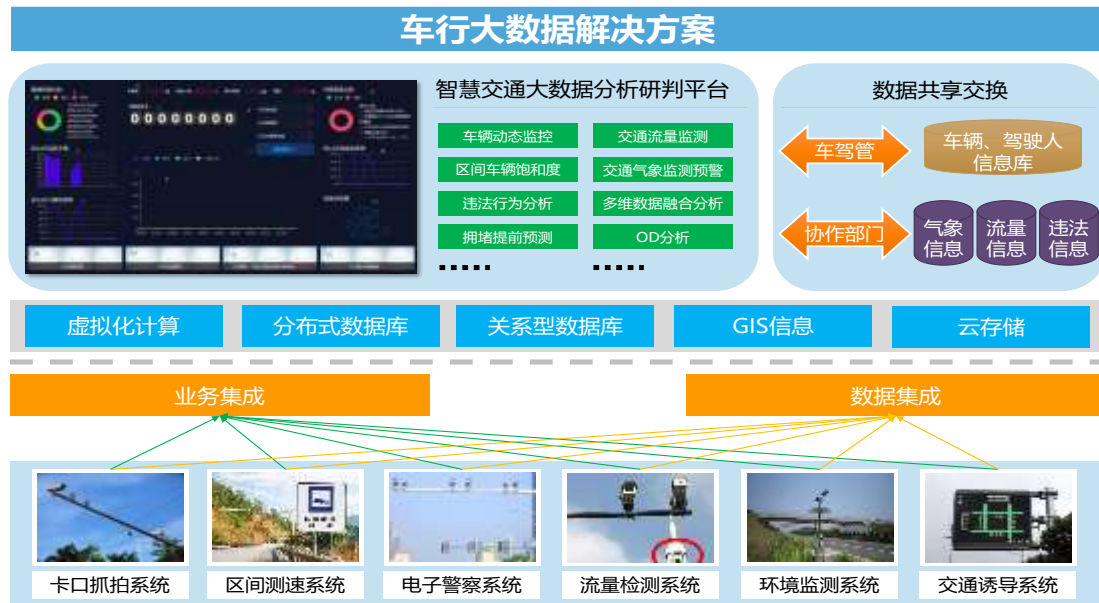 车行大数据解决方案
智慧交通大数据分析研判平台
车辆动态监控
交通流量监测
区间车辆饱和度
交通气象监测预警
违法行为分析
多维数据融合分析
拥堵提前预测
OD分析
.....
.....
00000000
数据共享交换
车驾管
车辆、驾驶人
信息库
协作部门
气象
信息
流量
信息
违法
信息
虚拟化计算
分布式数据库
关系型数据库
GIS信息
云存储
业务集成
数据集成
卡口抓拍系统
区间测速系统
电子警察系统
流量检测系统
环境监测系统
交通诱导系统